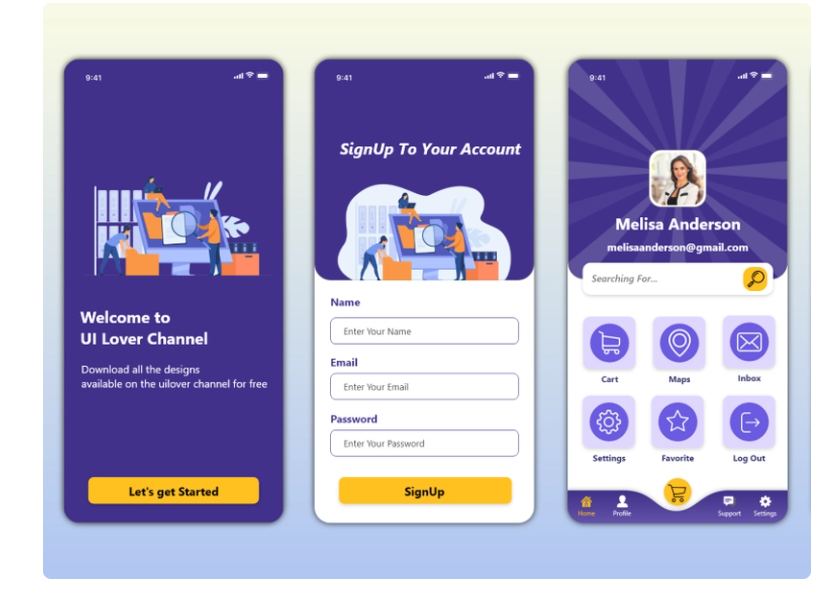 9:41
Welcome to
UI Lover Channel
Download all the designs
available on the uilover channel for free
Let's get Started
9:41
SignUp To Your Account
Name
Enter Your Name
Email
Enter Your Email
Password
Enter Your Password
SignUp
9:41
Melisa Anderson
melisaanderson@gmail.com
Searching For...
Cart Maps Inbox
Settings Favorite Log Out
Home Profile Support Settings